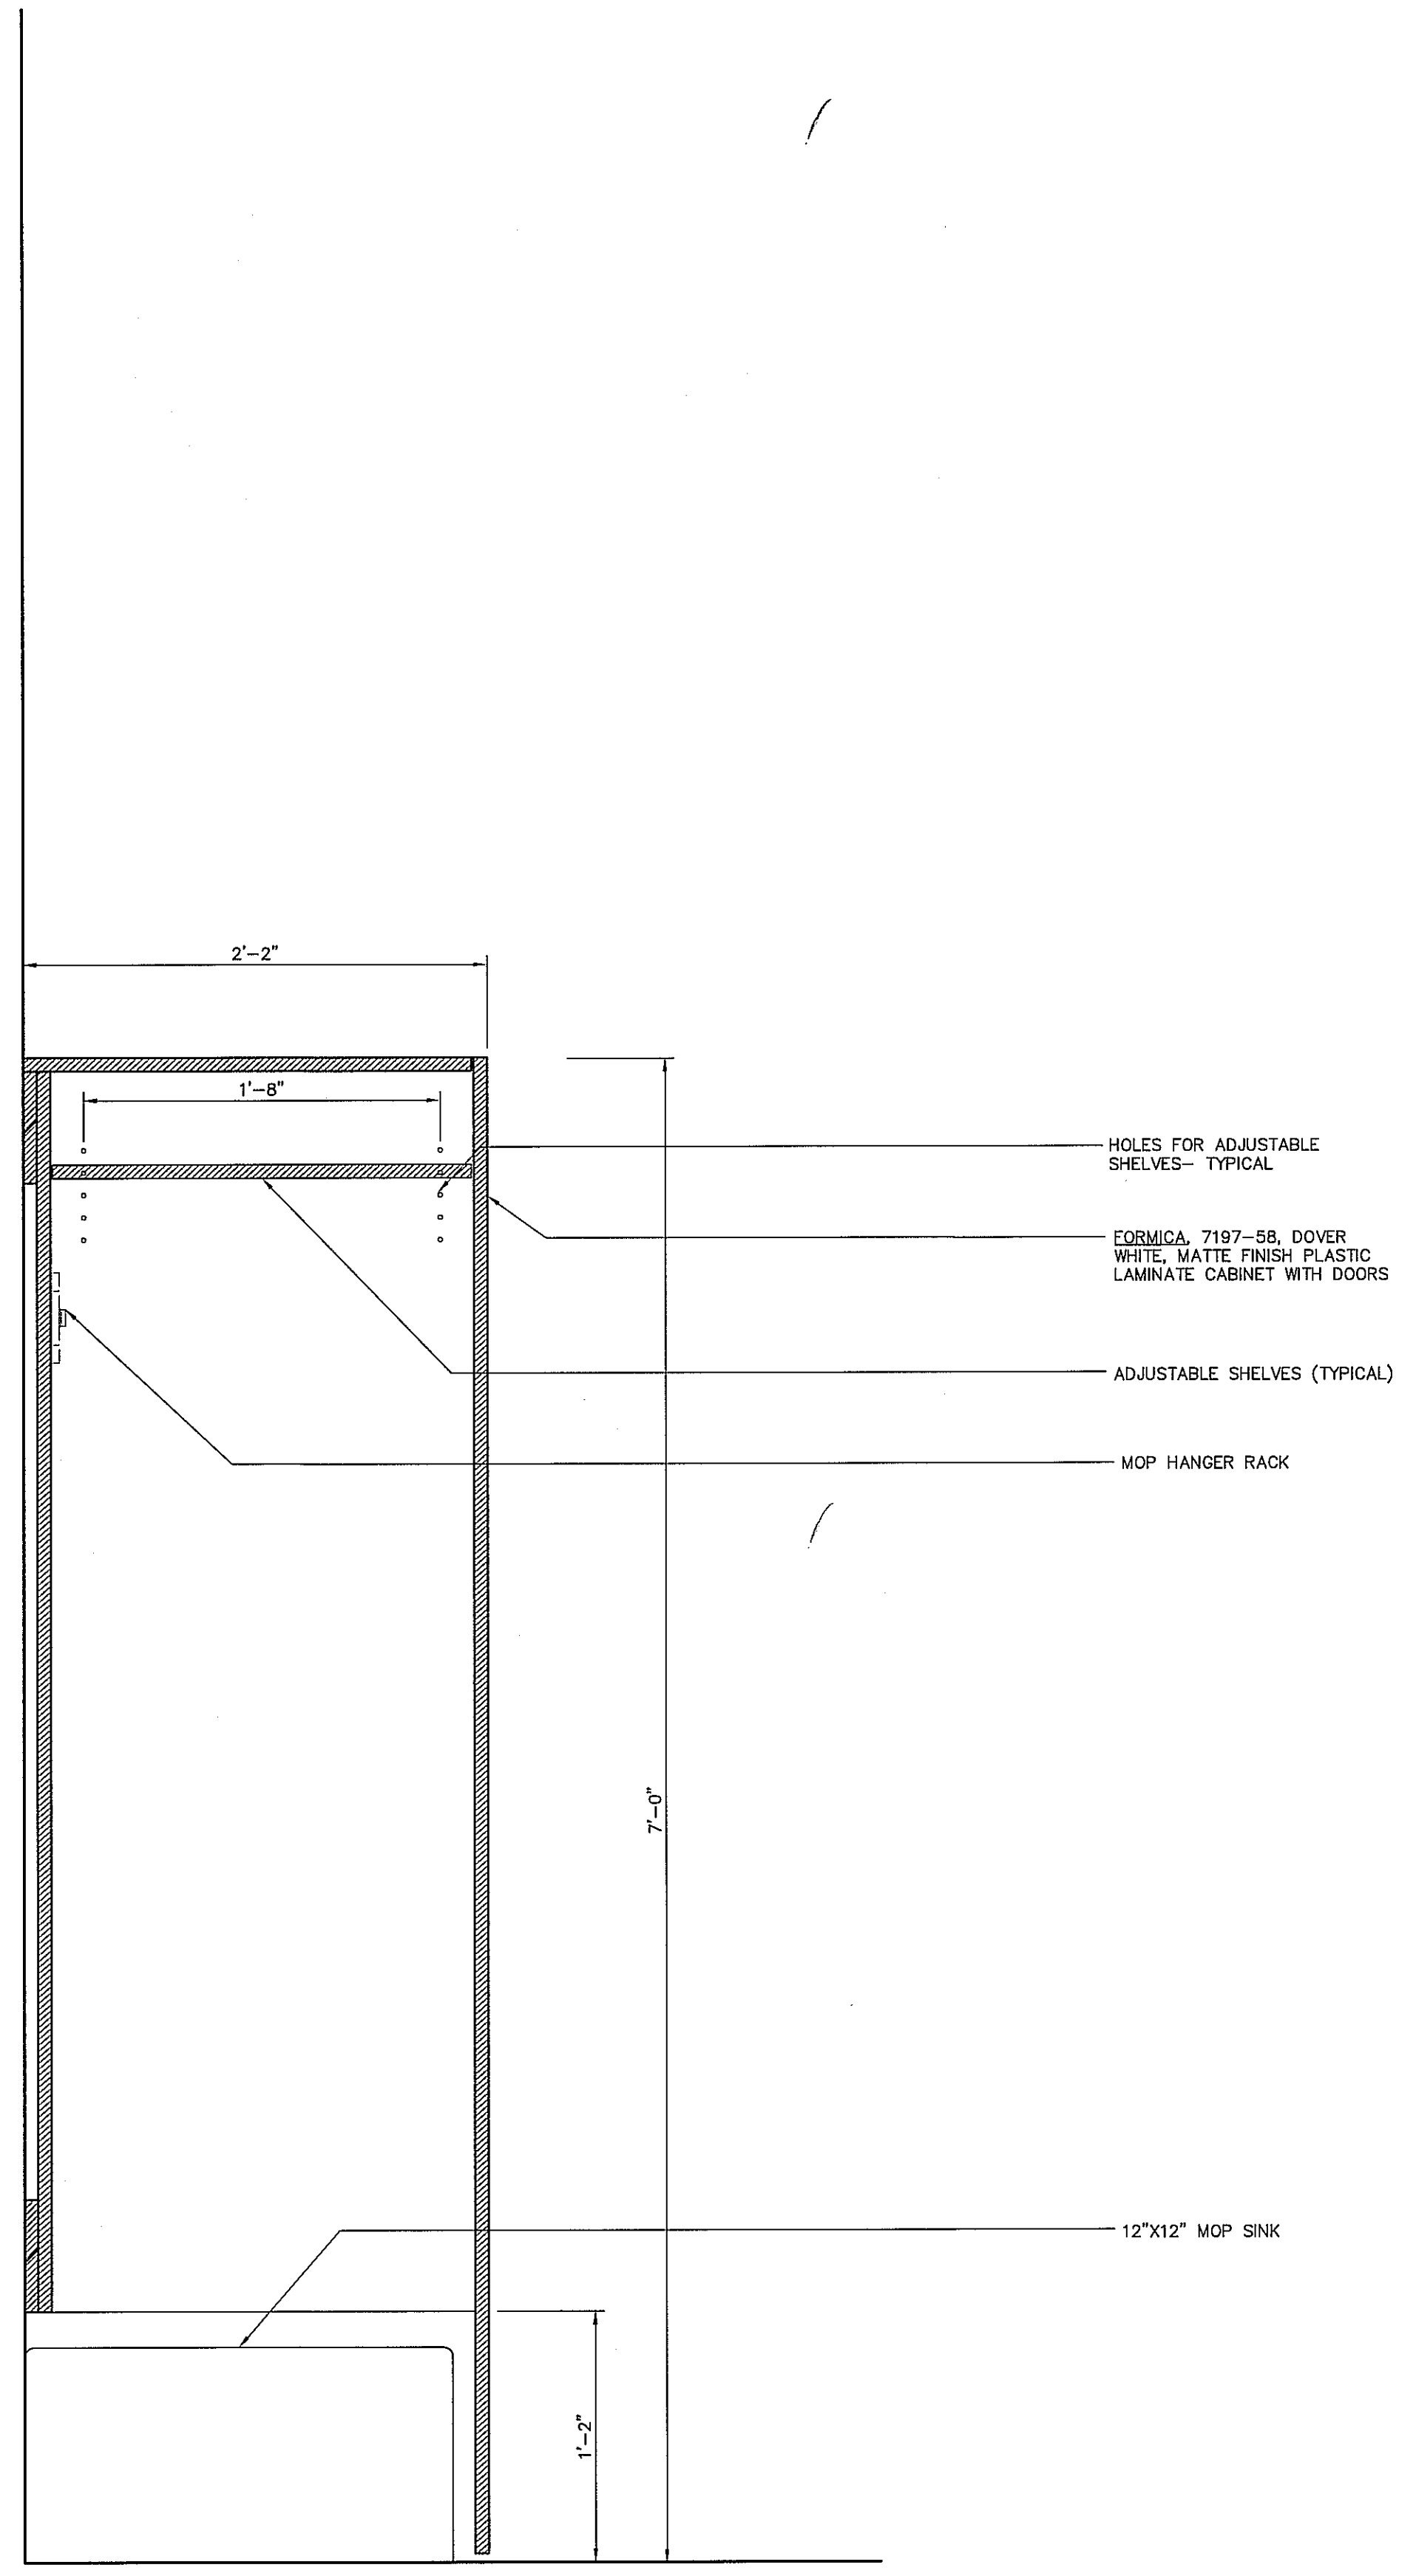 2'-2"
1'-8"
HOLES FOR ADJUSTABLE
SHELVES- TYPICAL
FORMICA, 7197-58, DOVER
WHITE, MATTE FINISH PLASTIC
LAMINATE CABINET WITH DOORS
ADJUSTABLE SHELVES (TYPICAL)
MOP HANGER RACK
7'-0"
12"X12" MOP SINK
1'-2"